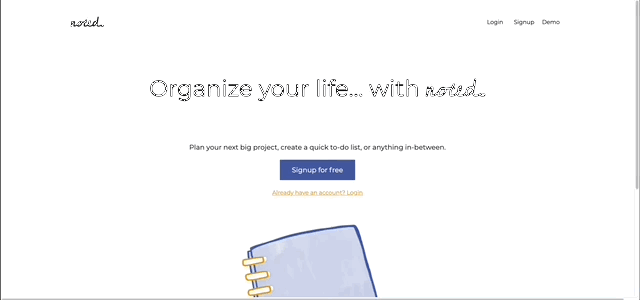 noted.
Login Signup Demo
Organize your life... with noted.
Plan your next big project, create a quick to-do list, or anything in-between.
Signup for free
Already have an account? Login